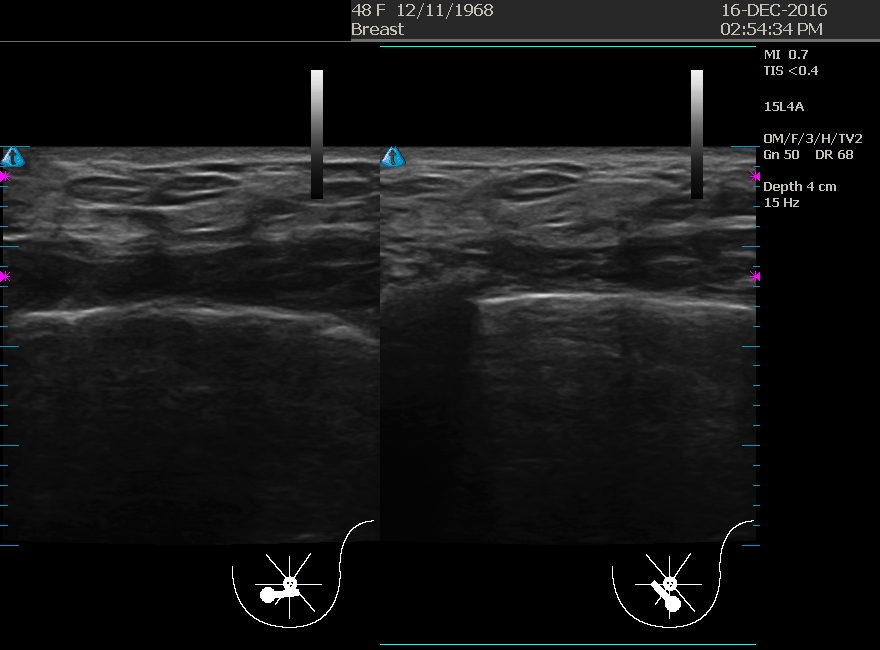 48 F 12/11/1968
16-DEC-2016
Breast
02:54:34 PM
MI 0.7
TIS <0.4
15L4A
OM/F/3/H/TV2
Gn 50 DR 68
Depth 4 cm
15 Hz